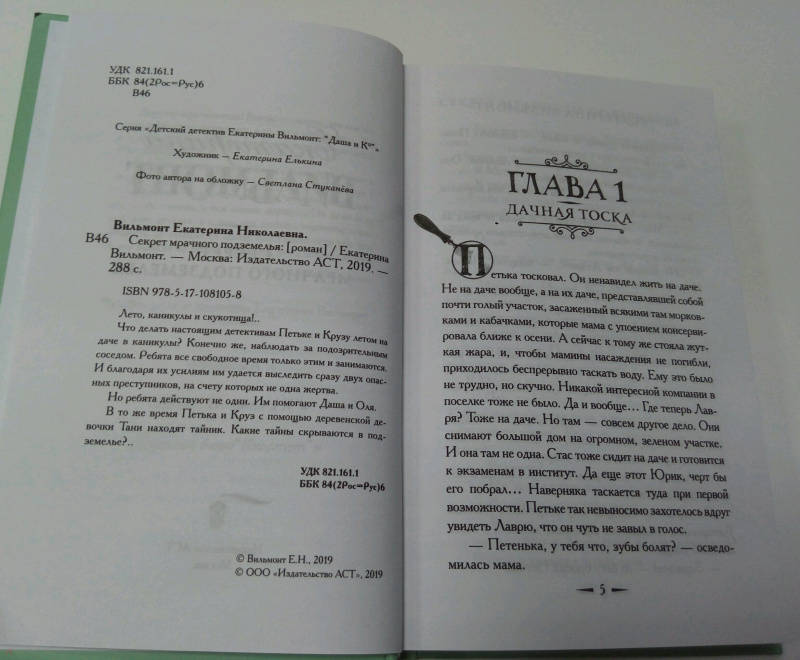 УДК 821.161.1
ББК 84(2Рос=Рус)6
В46
Серия «Детский детектив Екатерины Вильмонт: "Даша и Ко"».
Художник — Екатерина Елькина
Фото автора на обложку — Светлана Стуканёва
Вильмонт Екатерина Николаевна.
В46 Секрет мрачного подземелья: [роман] / Екатерина
Вильмонт. — Москва: Издательство АСТ, 2019. —
288 с.
ISBN 978-5-17-108105-8
Лето, каникулы и скукотища!..
Что делать настоящим детективам Петьке и Крузу летом на
даче в каникулы? Конечно же, наблюдать за подозрительным
соседом. Ребята все свободное время только этим и занимаются.
И благодаря их усилиям им удается выследить сразу двух опас-
ных преступников, на счету которых не одна жертва.
Но ребята действуют не одни. Им помогают Даша и Оля.
В то же время Петька и Круз с помощью деревенской де-
вочки Тани находят тайник. Какие тайны скрываются в под-
земелье?..
УДК 821.161.1
ББК 84(2Рос=Рус)6
© Вильмонт Е.Н., 2019
© ООО «Издательство АСТ», 2019
ГЛАВА 1
ДАЧНАЯ ТОСКА
Петька тосковал. Он ненавидел жить на даче.
Не на даче вообще, а на их даче, представлявшей собой
почти голый участок, засаженный всякими там морков-
ками и кабачками, которые мама с упоением консерви-
ровала ближе к осени. А сейчас к тому же стояла жут-
кая жара, и, чтобы мамины насаждения не погибли,
приходилось беспрерывно таскать воду. Ему это было
не трудно, но скучно. Никакой интересной компании в
поселке тоже не было. Да и вообще... Где теперь Лав-
ря? Тоже на даче. Но там — совсем другое дело. Они
снимают большой дом на огромном, зеленом участке.
И она там не одна. Стас тоже сидит на даче и готовится
к экзаменам в институт. Да еще этот Юрик, черт бы
его побрал... Наверняка таскается туда при первой
возможности. Петьке так невыносимо захотелось вдруг
увидеть Лаврю, что он чуть не завыл в голос.
— Петенька, у тебя что, зубы болят? — осведо-
милась мама.
5